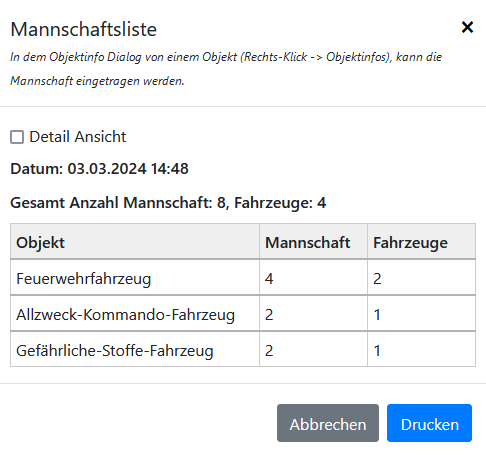 Mannschaftsliste ×
In dem Objektinfo Dialog von einem Objekt (Rechts-Klick -> Objektinfos), kann die
Mannschaft eingetragen werden.
Detail Ansicht
Datum: 03.03.2024 14:48
Gesamt Anzahl Mannschaft: 8, Fahrzeuge: 4
Objekt Mannschaft Fahrzeuge
Feuerwehrfahrzeug 4 2
Allzweck-Kommando-Fahrzeug 2 1
Gefährliche-Stoffe-Fahrzeug 2 1
Abbrechen Drucken